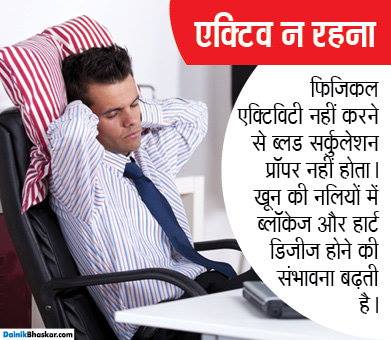 एक्टिव न रहना
फिजिकल
एक्टिविटी नहीं करने
से ब्लड सर्कुलेशन
प्रॉपर नहीं होता।
खून की नलियों में
ब्लॉकेज और हार्ट
डिजीज होने की
संभावना बढ़ती
है।
DainikBhaskar.com